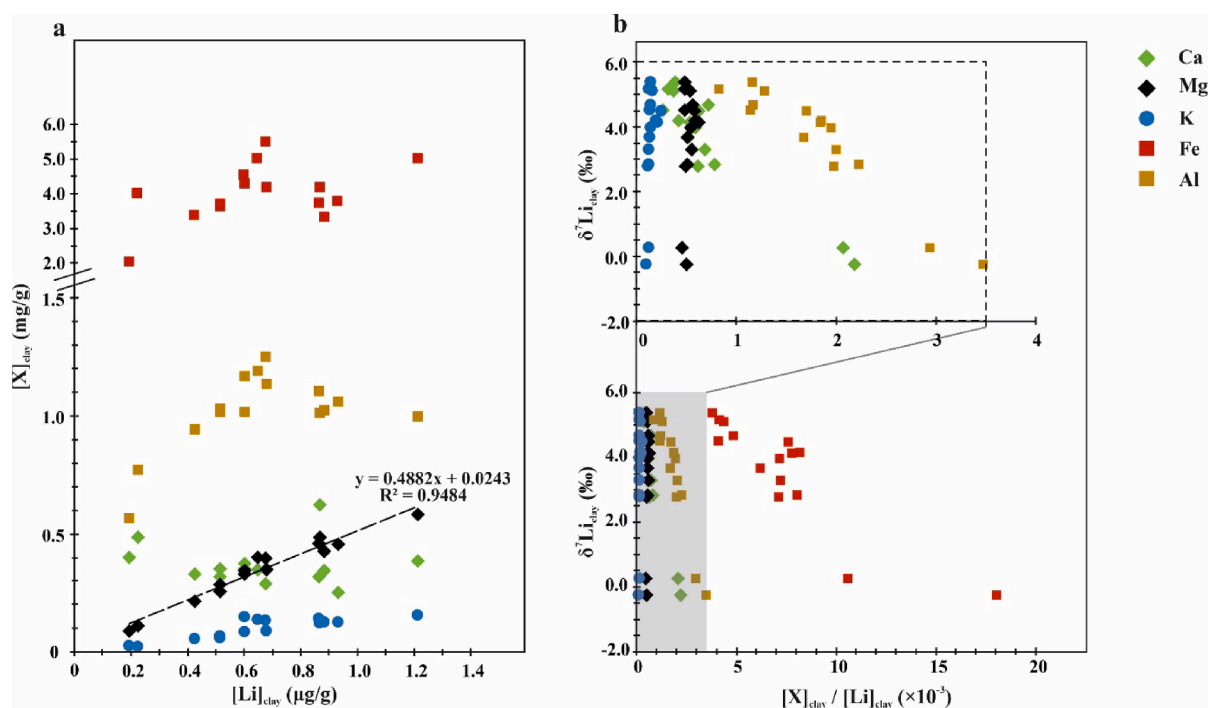 a
6.0
5.0
4.0
3.0
2.0
1.5
1.0
0.5
0
[X]clay (mg/g)
y = 0.4882x + 0.0243
R² = 0.9484
0 0.2 0.4 0.6 0.8 1.0 1.2 1.4
[Li]clay (μg/g)
b
6.0
4.0
2.0
0.0
-2.0
δ⁷Liclay (‰)
0 1 2 3 4
6.0
4.0
2.0
0.0
-2.0
δ⁷Liclay (‰)
0 5 10 15 20
[X]clay / [Li]clay (×10⁻³)
Ca
Mg
K
Fe
Al